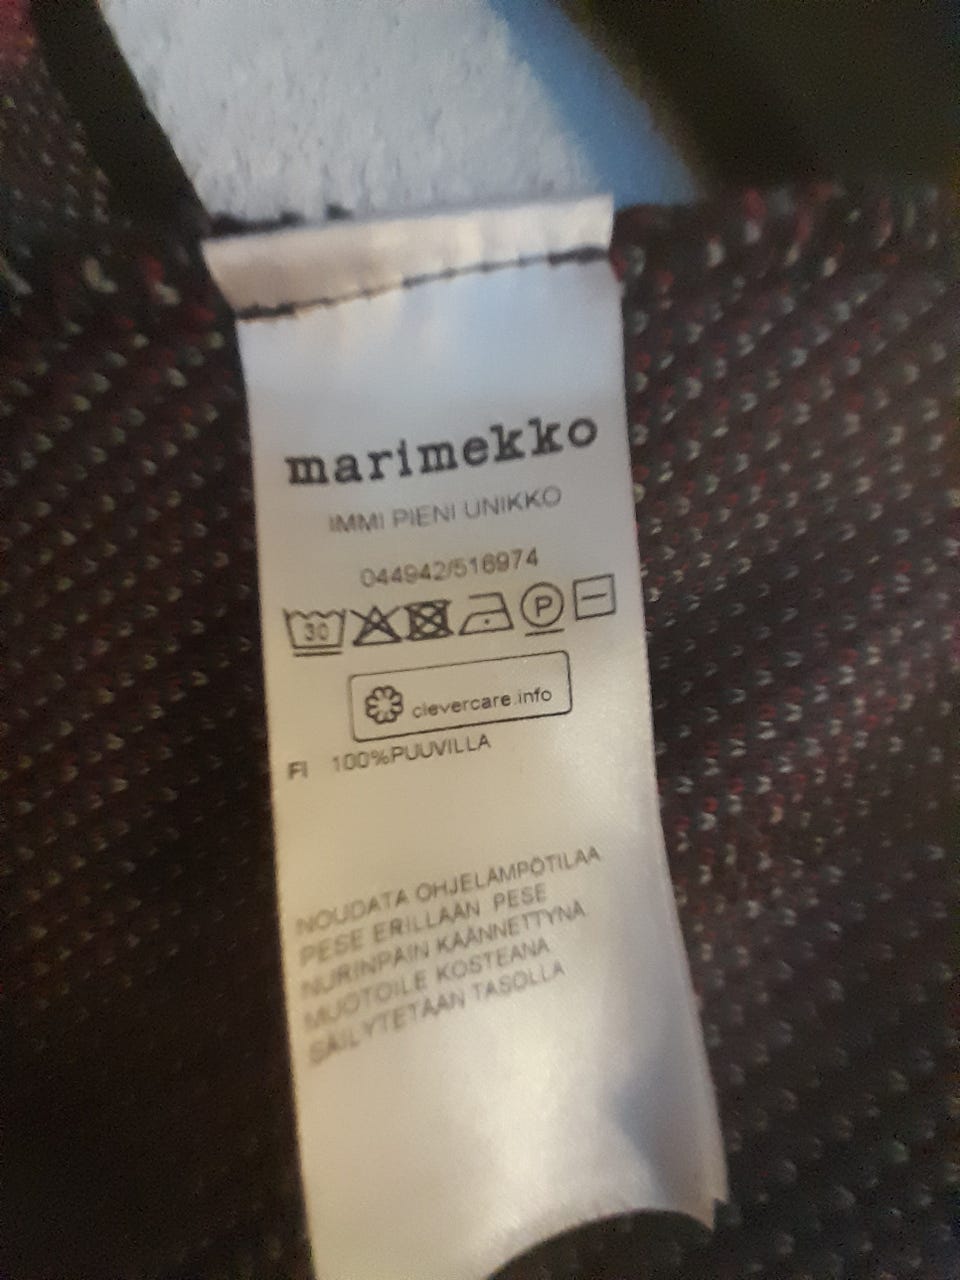 marimekko
IMMI PIENI UNIKKO
044942/516974
30 P
clevercare.info
FI 100%PUUVILLA
NOUDATA OHJELÄMPÖTILAA
PESE ERILLÄÄN PESE
NURINPÄIN KÄÄNNETTYNÄ
MUOTOILE KOSTEANA
SÄILYTETÄÄN TASOLLA